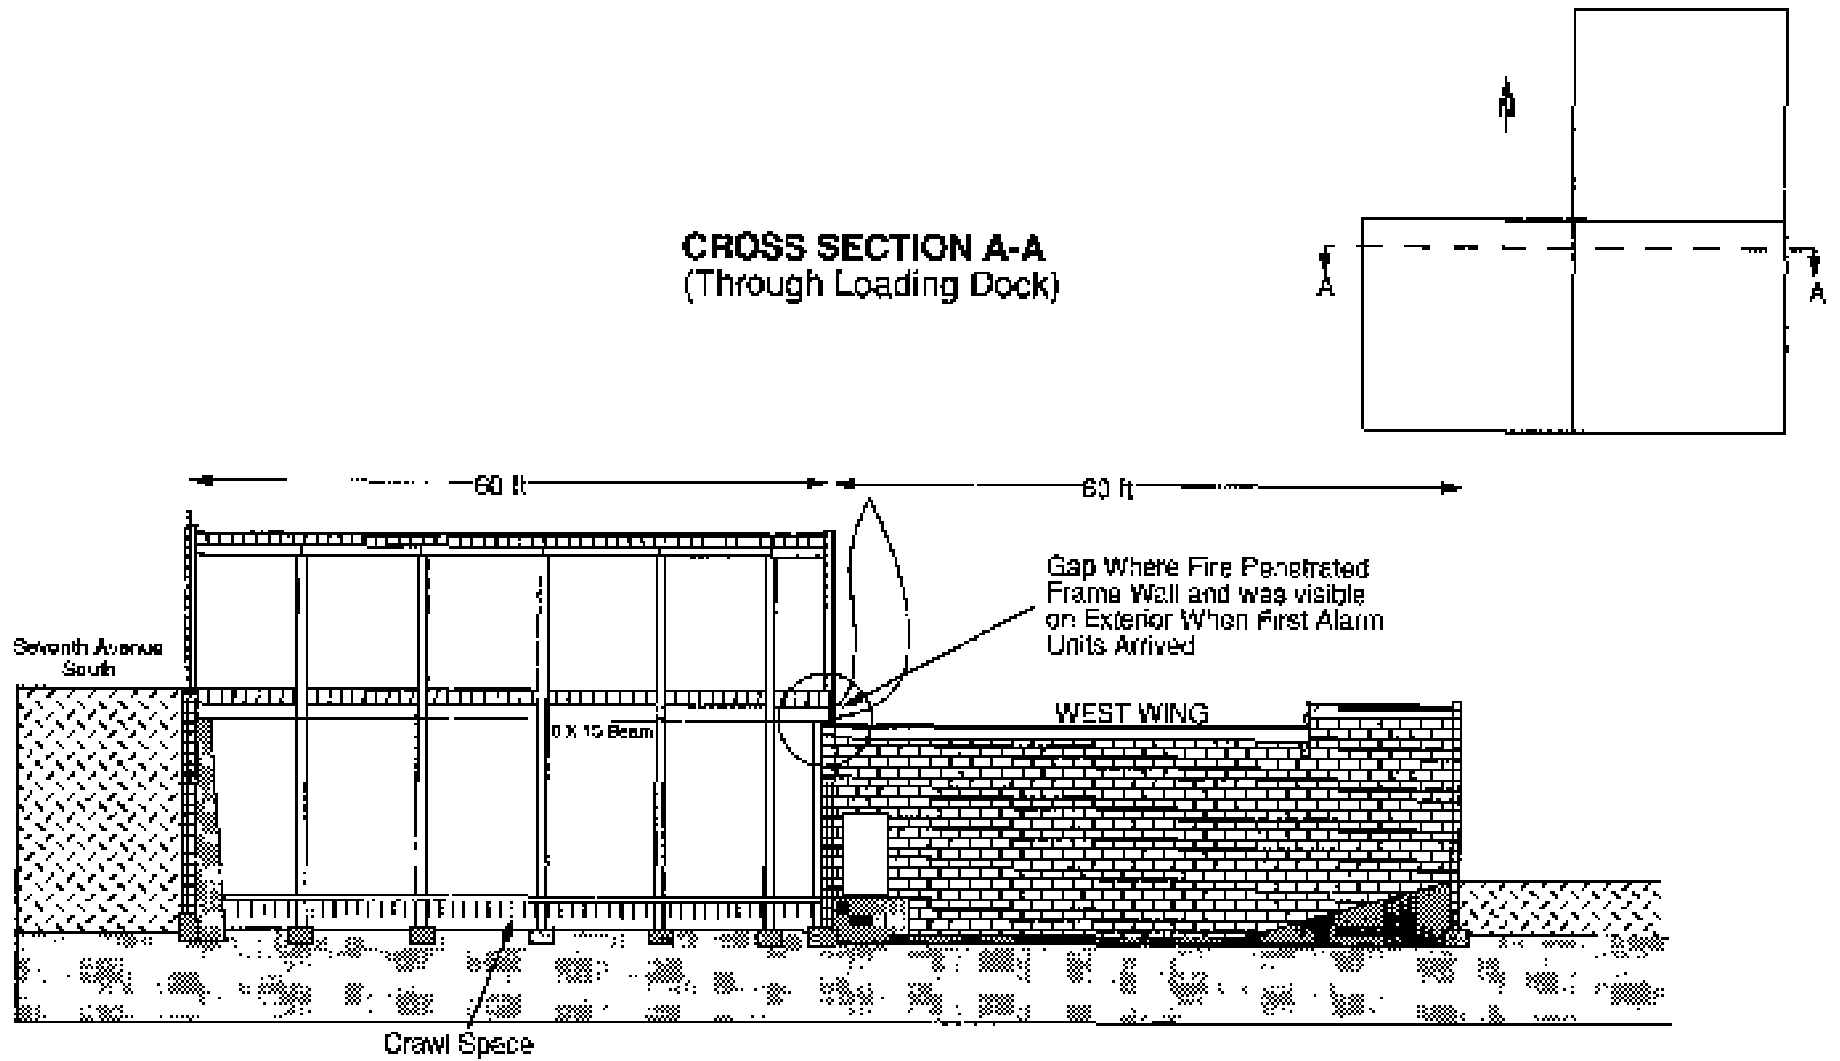 N
CROSS SECTION A-A
(Through Loading Dock)
A
A
60 ft
60 ft
Gap Where Fire Penetrated
Frame Wall and was visible
on Exterior When First Alarm
Units Arrived
Seventh Avenue
South
WEST WING
Beam
Crawl Space